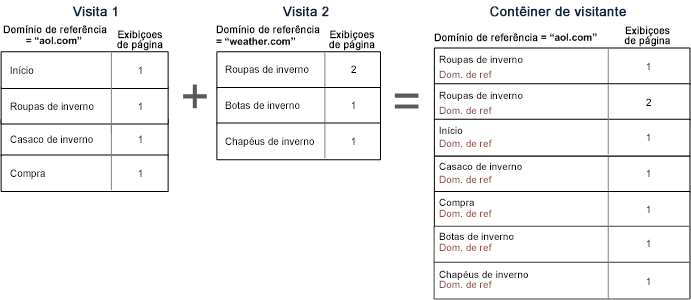 Visita 1
Domínio de referência
= “aol.com”
Exibiçoes
de página
Início 1
Roupas de inverno 1
Casaco de inverno 1
Compra 1
+
Visita 2
Domínio de referência
= “weather.com”
Exibiçoes
de página
Roupas de inverno 2
Botas de inverno 1
Chapéus de inverno 1
=
Contêiner de visitante
Domínio de referência = “aol.com”
Exibiçoes
de página
Roupas de inverno
Dom. de ref 1
Roupas de inverno
Dom. de ref 2
Início
Dom. de ref 1
Casaco de inverno
Dom. de ref 1
Compra
Dom. de ref 1
Botas de inverno
Dom. de ref 1
Chapéus de inverno
Dom. de ref 1